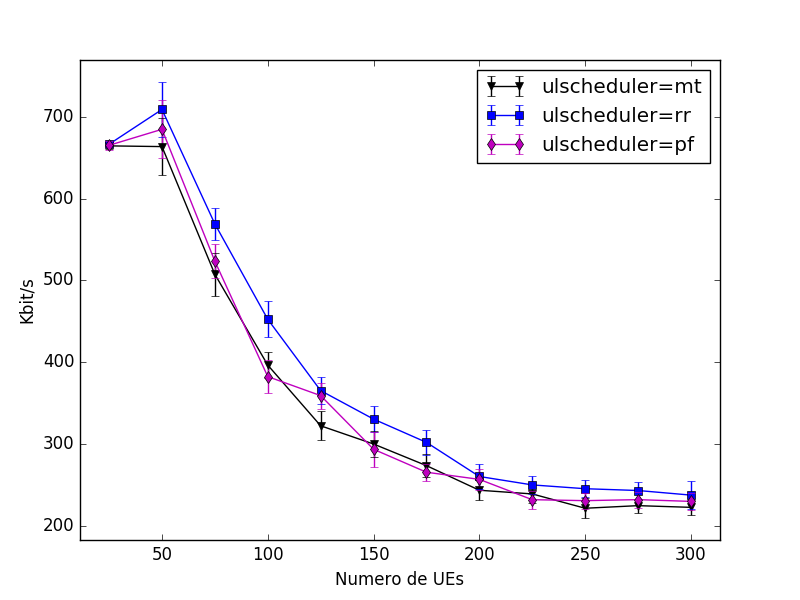 ulscheduler=mt
ulscheduler=rr
ulscheduler=pf
Kbit/s
700
600
500
400
300
200
50 100 150 200 250 300
Numero de UEs